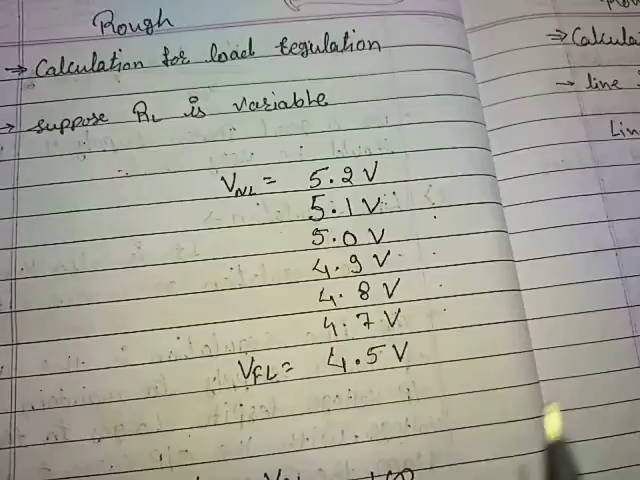 Rough
→ Calculation for load regulation
→ suppose RL is variable
VNL = 5.2 V
5.1 V
5.0 V
4.9 V
4.8 V
4.7 V
VFL = 4.5 V
⇒
→ line
Lin